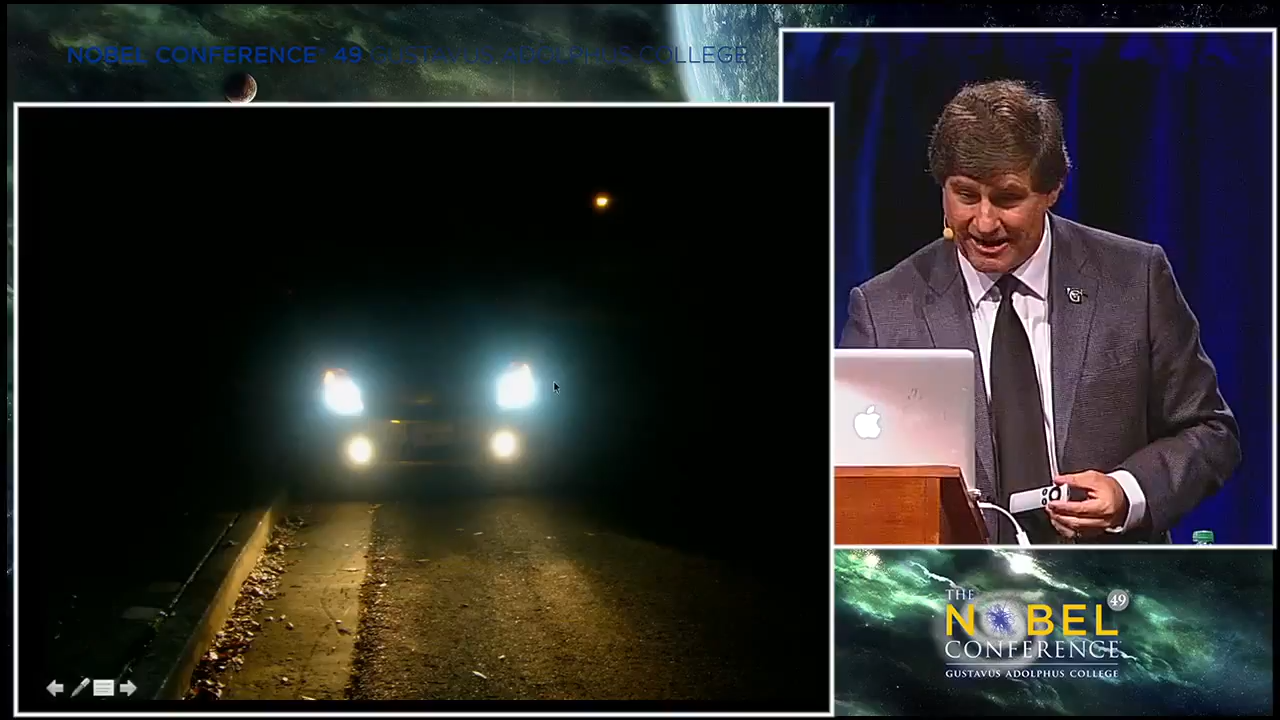 NOBEL CONFERENCE® 49 GUSTAVUS ADOLPHUS COLLEGE
THE
49
NOBEL
CONFERENCE
GUSTAVUS ADOLPHUS COLLEGE